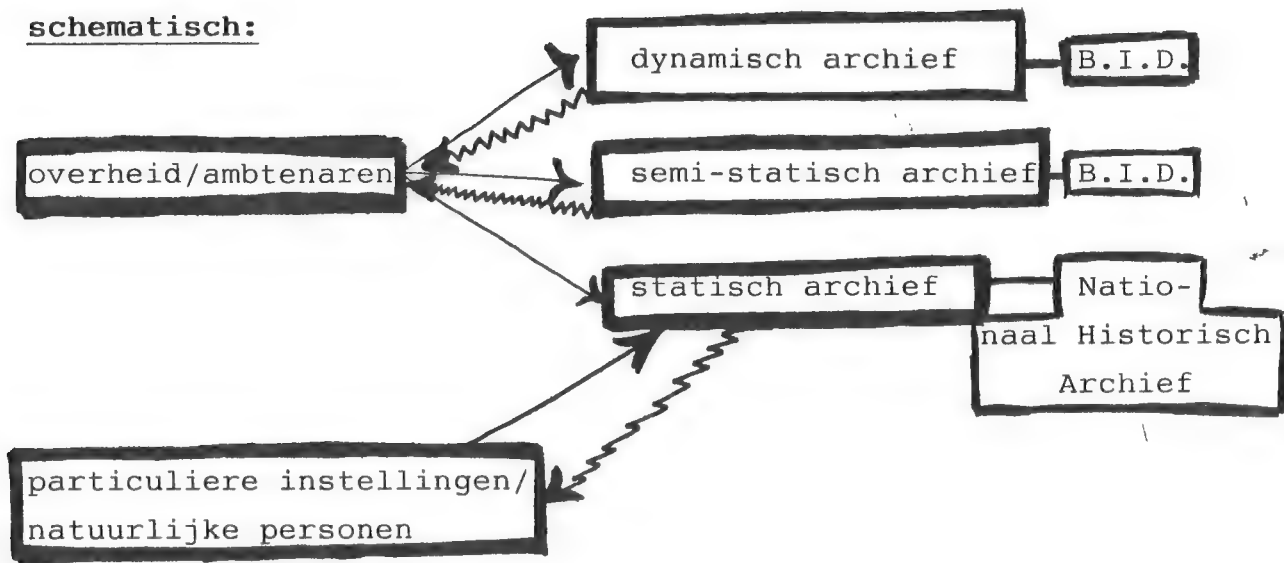 schematisch:
dynamisch archief
B.I.D.
overheid/ambtenaren
semi-statisch archief
B.I.D.
statisch archief
Natio-
naal Historisch
Archief
particuliere instellingen/
natuurlijke personen